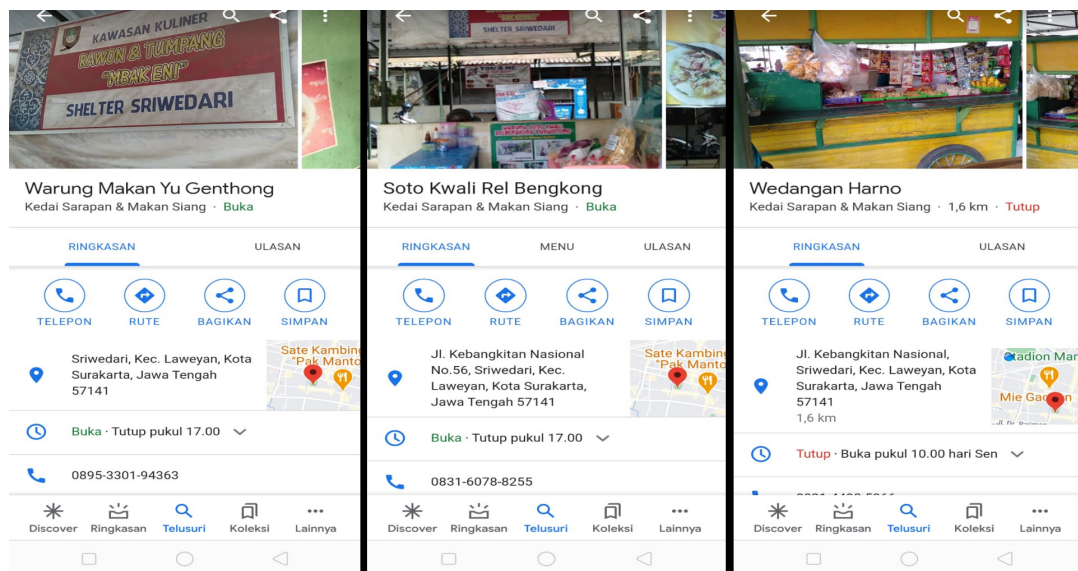 KAWASAN KULINER
RAWON & TUMPANG
"MBAK ENI"
SHELTER SRIWEDARI
Warung Makan Yu Genthong
Kedai Sarapan & Makan Siang · Buka
RINGKASAN
ULASAN
TELEPON
RUTE
BAGIKAN
SIMPAN
Sriwedari, Kec. Laweyan, Kota
Surakarta, Jawa Tengah
57141
Sate Kambin
"Pak Manto
Buka · Tutup pukul 17.00
0895-3301-94363
Discover
Ringkasan
Telusuri
Koleksi
Lainnya
SHELTER SRIWEDARI
Soto Kwali Rel Bengkong
Kedai Sarapan & Makan Siang · Buka
RINGKASAN
MENU
ULASAN
TELEPON
RUTE
BAGIKAN
SIMPAN
Jl. Kebangkitan Nasional
No.56, Sriwedari, Kec.
Laweyan, Kota Surakarta,
Jawa Tengah 57141
Sate Kambin
"Pak Manto
Buka · Tutup pukul 17.00
0831-6078-8255
Discover
Ringkasan
Telusuri
Koleksi
Lainnya
Wedangan Harno
Kedai Sarapan & Makan Siang · 1,6 km · Tutup
RINGKASAN
ULASAN
TELEPON
RUTE
BAGIKAN
SIMPAN
Jl. Kebangkitan Nasional,
Sriwedari, Kec. Laweyan, Kota
Surakarta, Jawa Tengah
57141
1,6 km
Stadion Mar
Mie Gac
Tutup · Buka pukul 10.00 hari Sen
Discover
Ringkasan
Telusuri
Koleksi
Lainnya